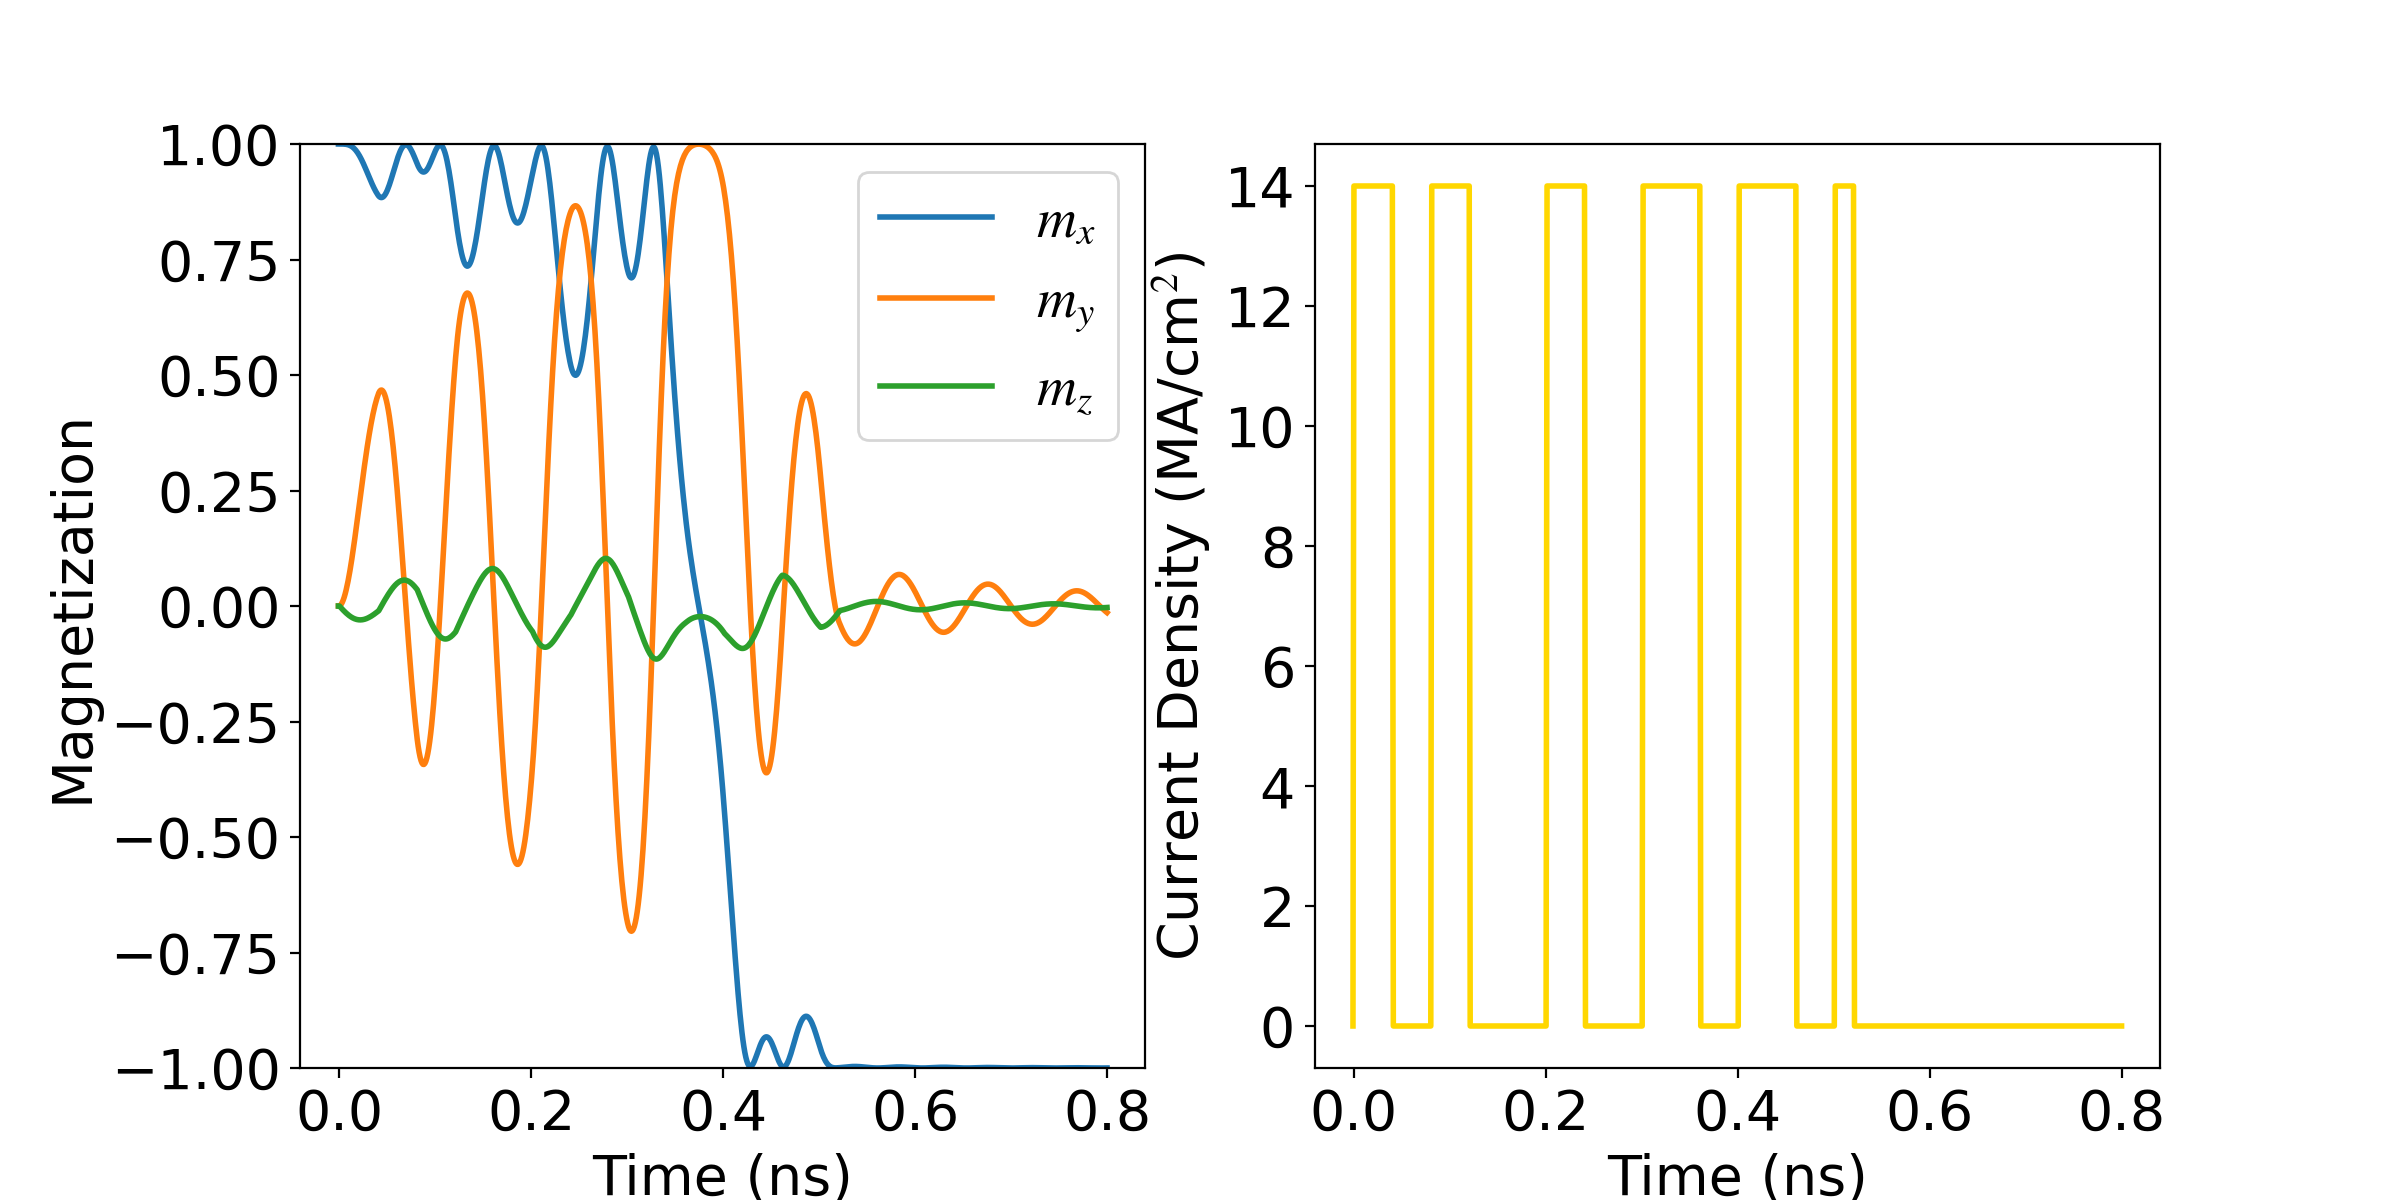 1.00
0.75
0.50
0.25
0.00
−0.25
−0.50
−0.75
−1.00
Magnetization
0.0 0.2 0.4 0.6 0.8
Time (ns)
m_x
m_y
m_z
14
12
10
8
6
4
2
0
Current Density (MA/cm²)
0.0 0.2 0.4 0.6 0.8
Time (ns)